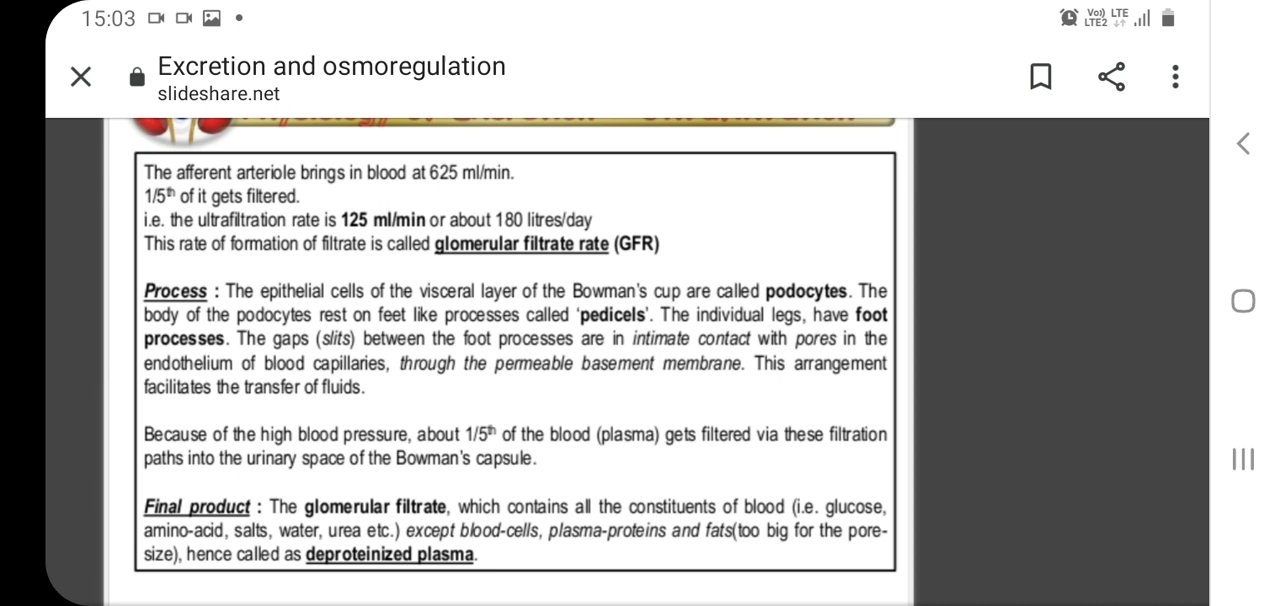 15:03
Vo)) LTE
LTE2 ↓↑
Excretion and osmoregulation
slideshare.net
The afferent arteriole brings in blood at 625 ml/min.
1/5th of it gets filtered.
i.e. the ultrafiltration rate is 125 ml/min or about 180 litres/day
This rate of formation of filtrate is called glomerular filtrate rate (GFR)
Process : The epithelial cells of the visceral layer of the Bowman's cup are called podocytes. The
body of the podocytes rest on feet like processes called 'pedicels'. The individual legs, have foot
processes. The gaps (slits) between the foot processes are in intimate contact with pores in the
endothelium of blood capillaries, through the permeable basement membrane. This arrangement
facilitates the transfer of fluids.
Because of the high blood pressure, about 1/5th of the blood (plasma) gets filtered via these filtration
paths into the urinary space of the Bowman's capsule.
Final product : The glomerular filtrate, which contains all the constituents of blood (i.e. glucose,
amino-acid, salts, water, urea etc.) except blood-cells, plasma-proteins and fats(too big for the pore-
size), hence called as deproteinized plasma.